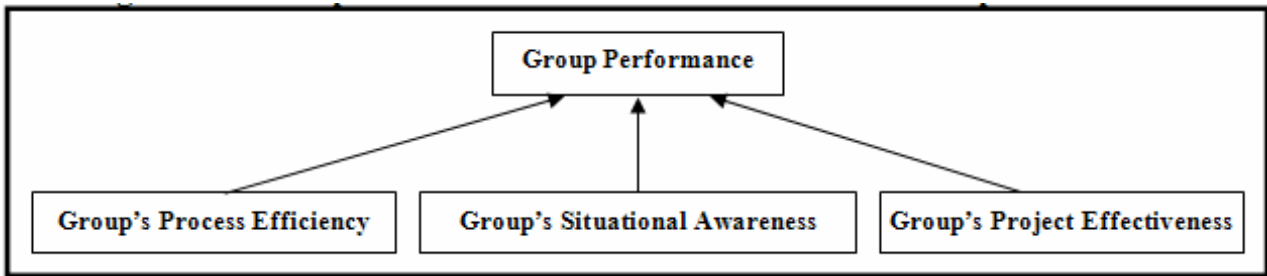 Group Performance
Group's Process Efficiency
Group's Situational Awareness
Group's Project Effectiveness